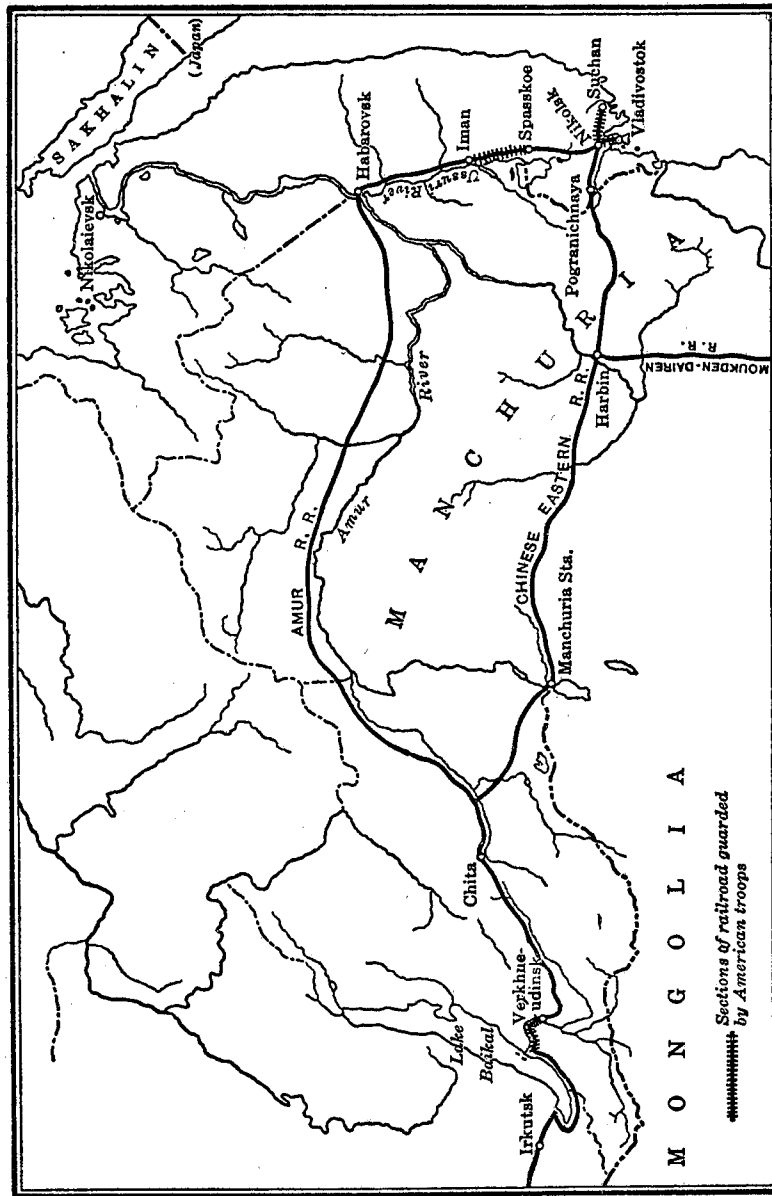 SAKHALIN
(Japan)
Nikolaievsk
Habarovsk
Iman
Ussuri River
Spasskoe
Nikolsk
Suchan
Vladivostok
Pogranichnaya
Amur
River
AMUR R. R.
MANCHURIA
CHINESE EASTERN R. R.
Harbin
MOUKDEN-DAIREN
R. R.
Manchuria Sta.
Chita
Verkhue-
udinsk
Lake
Baikal
Irkutsk
MONGOLIA
Sections of railroad guarded
by American troops